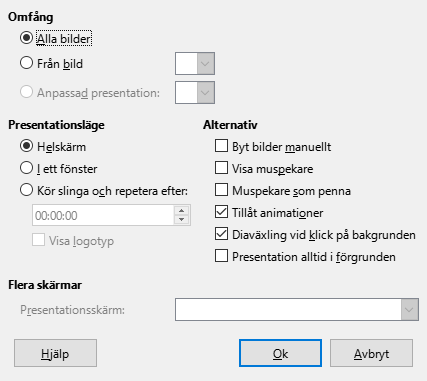 Omfång
Alla bilder
Från bild
Anpassad presentation:
Presentationsläge
Alternativ
Helskärm
Byt bilder manuellt
I ett fönster
Visa muspekare
Kör slinga och repetera efter:
Muspekare som penna
00:00:00
Tillåt animationer
Visa logotyp
Diaväxling vid klick på bakgrunden
Presentation alltid i förgrunden
Flera skärmar
Presentationsskärm:
Hjälp
Ok
Avbryt